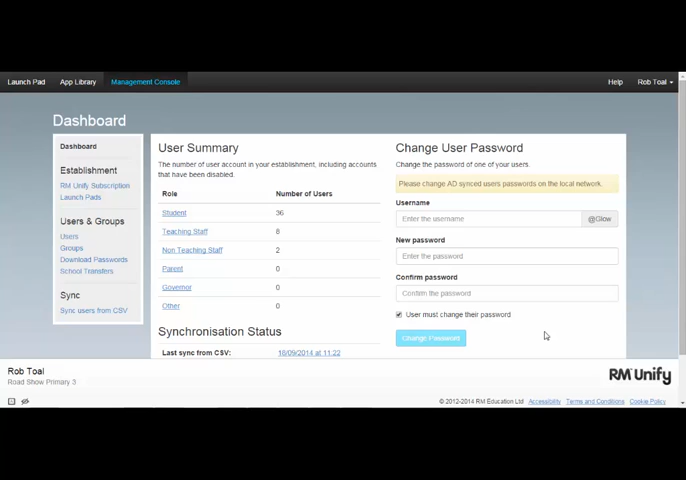 Launch Pad App Library Management Console Help Rob Toal
Dashboard
Dashboard
Establishment
RM Unify Subscription
Launch Pads
Users & Groups
Users
Groups
Download Passwords
School Transfers
Sync
Sync users from CSV
User Summary
The number of user account in your establishment, including accounts
that have been disabled.
Role Number of Users
Student 36
Teaching Staff 8
Non Teaching Staff 2
Parent 0
Governor 0
Other 0
Synchronisation Status
Last sync from CSV: 18/09/2014 at 11:22
Change User Password
Change the password of one of your users.
Please change AD synced users passwords on the local network.
Username
Enter the username @Glow
New password
Enter the password
Confirm password
Confirm the password
User must change their password
Change Password
Rob Toal
Road Show Primary 3
RM Unify
© 2012-2014 RM Education Ltd Accessibility Terms and Conditions Cookie Policy